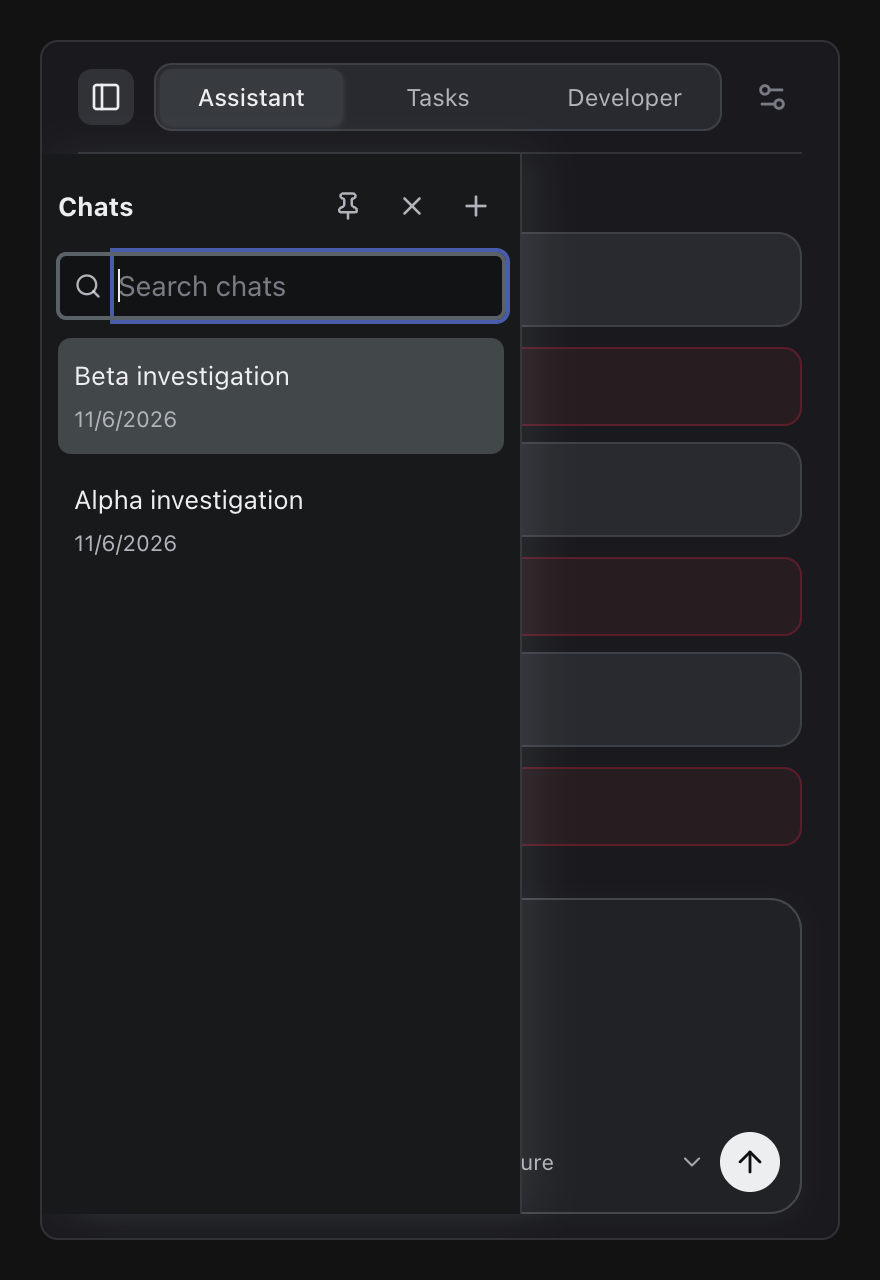 Assistant
Tasks
Developer
Chats
Search chats
Beta investigation
11/6/2026
Alpha investigation
11/6/2026
ure